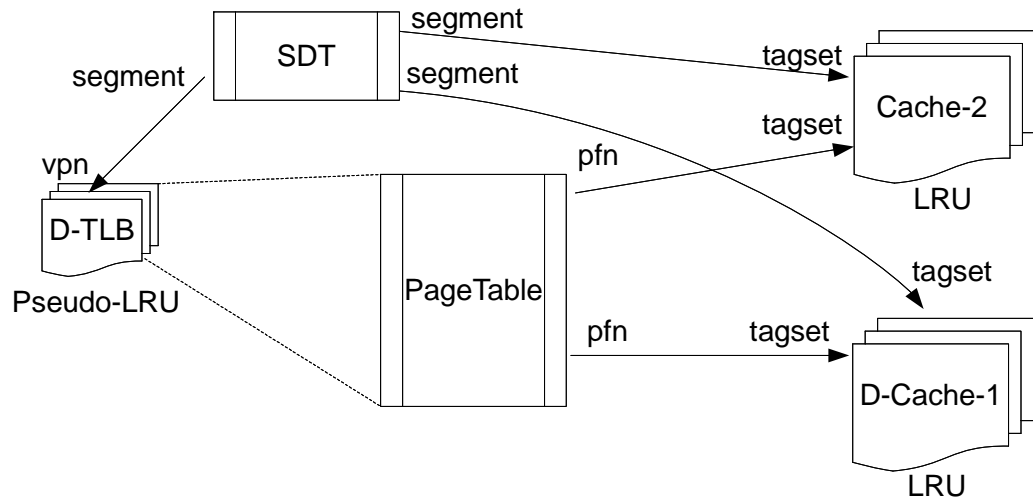 segment
SDT
segment
segment
tagset
Cache-2
tagset
LRU
vpn
pfn
D-TLB
Pseudo-LRU
PageTable
tagset
pfn
tagset
D-Cache-1
LRU